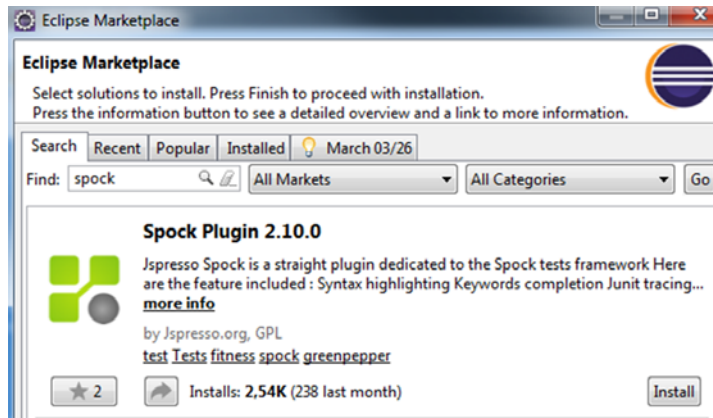 Eclipse Marketplace
Eclipse Marketplace
Select solutions to install. Press Finish to proceed with installation.
Press the information button to see a detailed overview and a link to more information.
Search Recent Popular Installed March 03/26
Find: spock All Markets All Categories Go
Spock Plugin 2.10.0
Jspresso Spock is a straight plugin dedicated to the Spock tests framework Here
are the feature included : Syntax highlighting Keywords completion Junit tracing...
more info
by Jspresso.org, GPL
test Tests fitness spock greenpepper
2 Installs: 2,54K (238 last month) Install